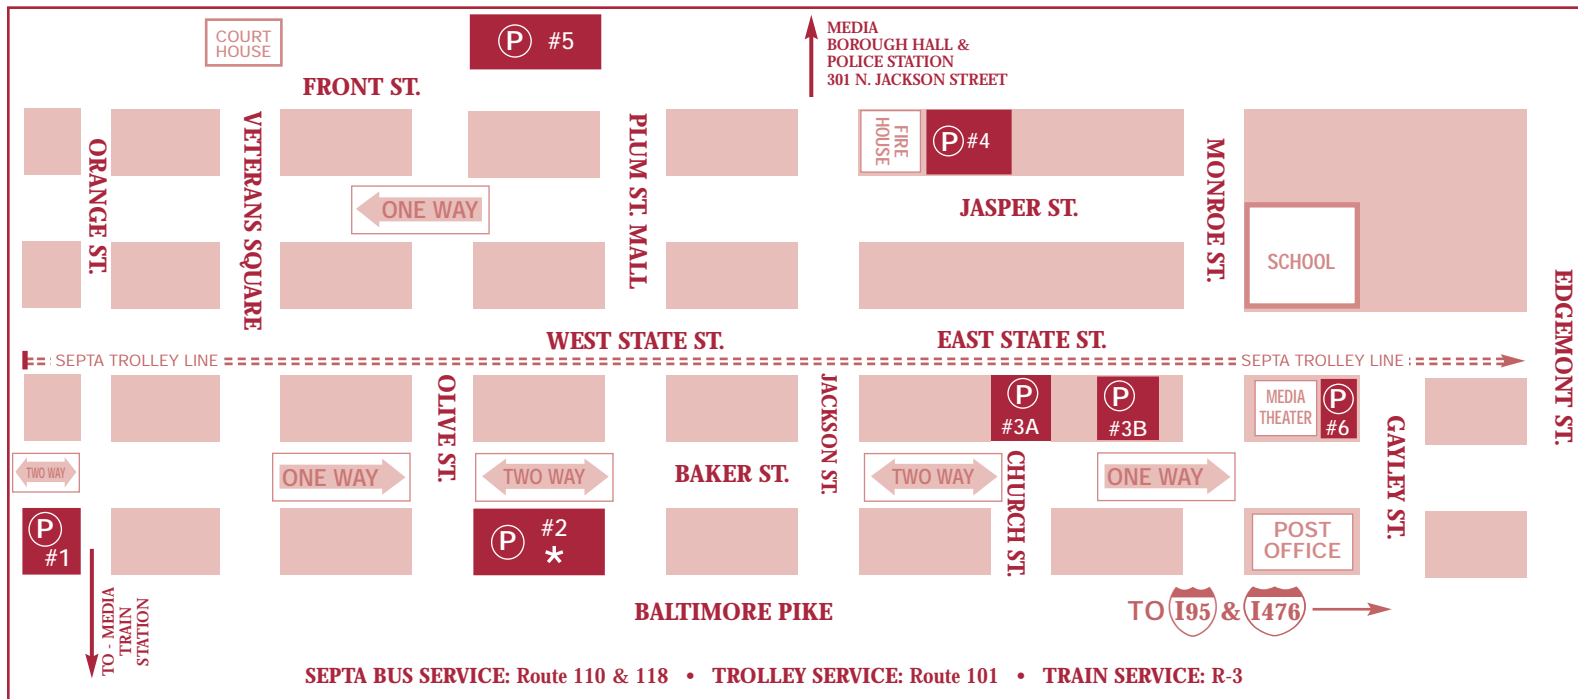 COURT
HOUSE
P #5
MEDIA
BOROUGH HALL &
POLICE STATION
301 N. JACKSON STREET
FRONT ST.
ORANGE ST.
VETERANS SQUARE
PLUM ST. MALL
FIRE
HOUSE
P #4
MONROE ST.
ONE WAY
JASPER ST.
SCHOOL
EDGEMONT ST.
WEST STATE ST.
EAST STATE ST.
SEPTA TROLLEY LINE
SEPTA TROLLEY LINE
OLIVE ST.
JACKSON ST.
P
#3A
P
#3B
MEDIA
THEATER
P
#6
GAYLEY ST.
TWO WAY
ONE WAY
TWO WAY
BAKER ST.
TWO WAY
CHURCH ST.
ONE WAY
P
#1
P #2
*
POST
OFFICE
BALTIMORE PIKE
TO I95 & I476
TO - MEDIA
TRAIN
STATION
SEPTA BUS SERVICE: Route 110 & 118 • TROLLEY SERVICE: Route 101 • TRAIN SERVICE: R-3